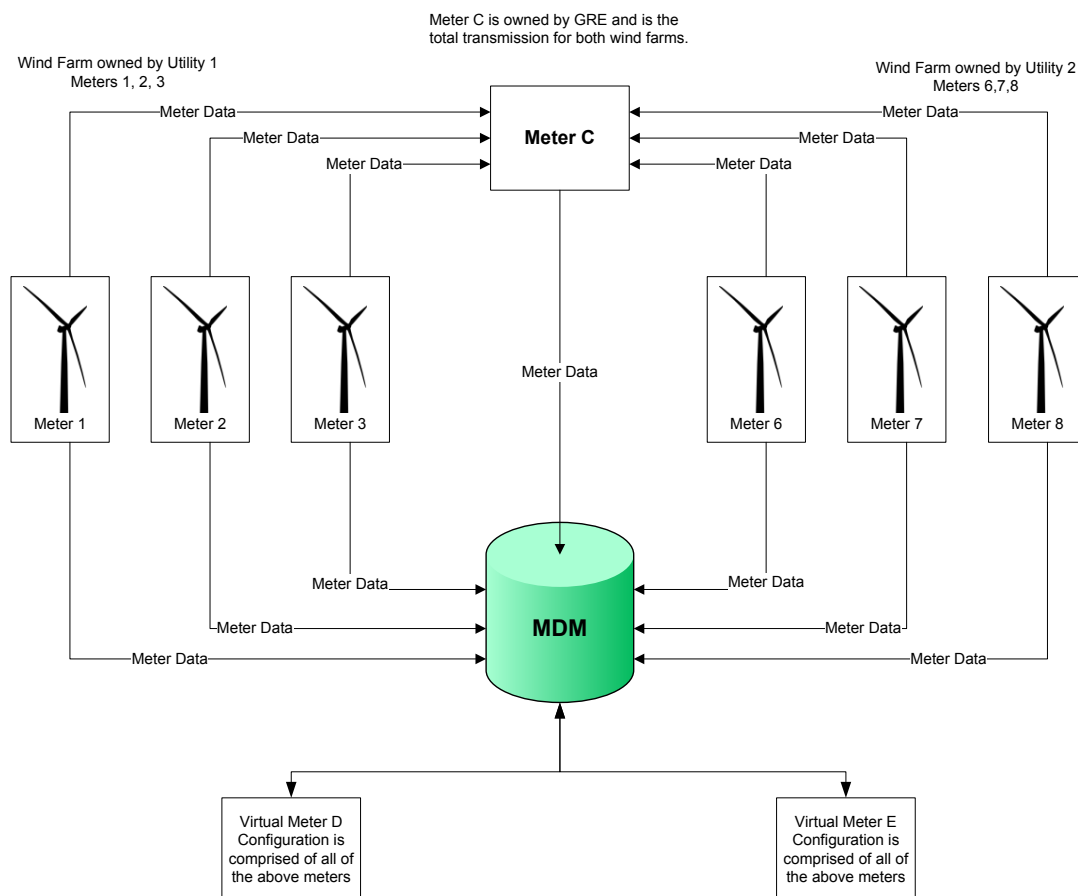 Meter C is owned by GRE and is the
total transmission for both wind farms.
Wind Farm owned by Utility 1
Meters 1, 2, 3
Wind Farm owned by Utility 2
Meters 6,7,8
Meter Data
Meter Data
Meter Data
Meter C
Meter Data
Meter Data
Meter Data
Meter Data
Meter 1
Meter 2
Meter 3
Meter 6
Meter 7
Meter 8
Meter Data
Meter Data
Meter Data
MDM
Meter Data
Meter Data
Meter Data
Virtual Meter D
Configuration is
comprised of all of
the above meters
Virtual Meter E
Configuration is
comprised of all of
the above meters